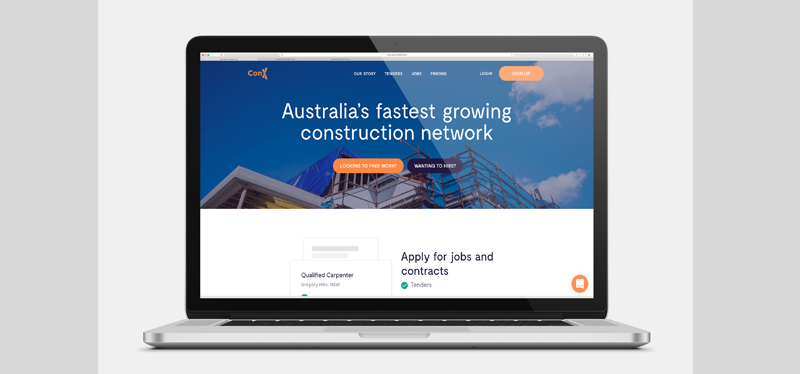 ConX
OUR STORY TENDERS JOBS PRICING LOGIN SIGN UP
Australia's fastest growing
construction network
LOOKING TO FIND WORK? WANTING TO HIRE?
Apply for jobs and
contracts
Tenders
Qualified Carpenter
Gregory Hills, NSW